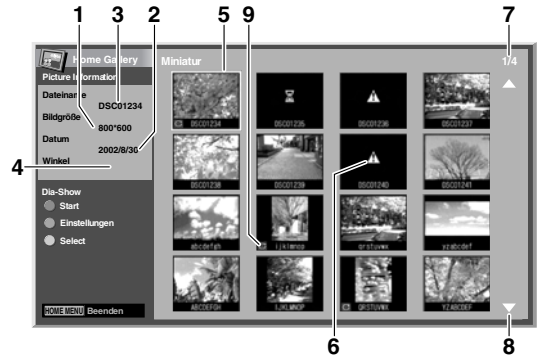 1
3
2
5
9
7
Home Gallery
Miniatur
1/4
Picture Information
Dateiname
DSC01234
Bildgröße
800*600
Datum
2002/8/30
Winkel
4
Dia-Show
Start
Einstellungen
Select
HOME MENU Beenden
DSC01234
DSC01235
DSC01236
DSC01237
DSC01238
DSC01239
DSC01240
DSC01241
abcdefgh
ijklmnop
qrstuvwx
yzabcdef
ABCDEFGH
IJKLMNOP
QRSTUVWX
YZABCDEF
6
8